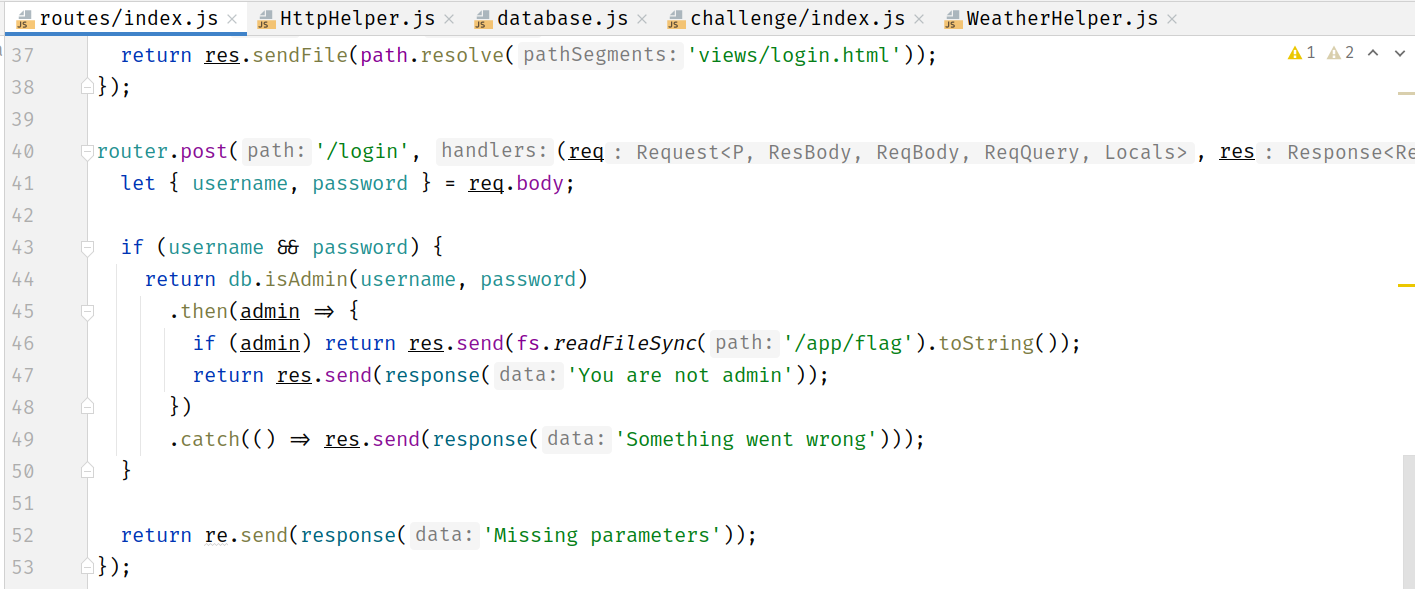 routes/index.js × HttpHelper.js × database.js × challenge/index.js × WeatherHelper.js ×
37 return res.sendFile(path.resolve( pathSegments: 'views/login.html')); 1 2
38 });
39
40 router.post( path: '/login', handlers: (req : Request<P, ResBody, ReqBody, ReqQuery, Locals> , res : Response<Re
41 let { username, password } = req.body;
42
43 if (username && password) {
44 return db.isAdmin(username, password)
45 .then(admin => {
46 if (admin) return res.send(fs.readFileSync( path: '/app/flag').toString());
47 return res.send(response( data: 'You are not admin'));
48 })
49 .catch(() => res.send(response( data: 'Something went wrong')));
50 }
51
52 return re.send(response( data: 'Missing parameters'));
53 });